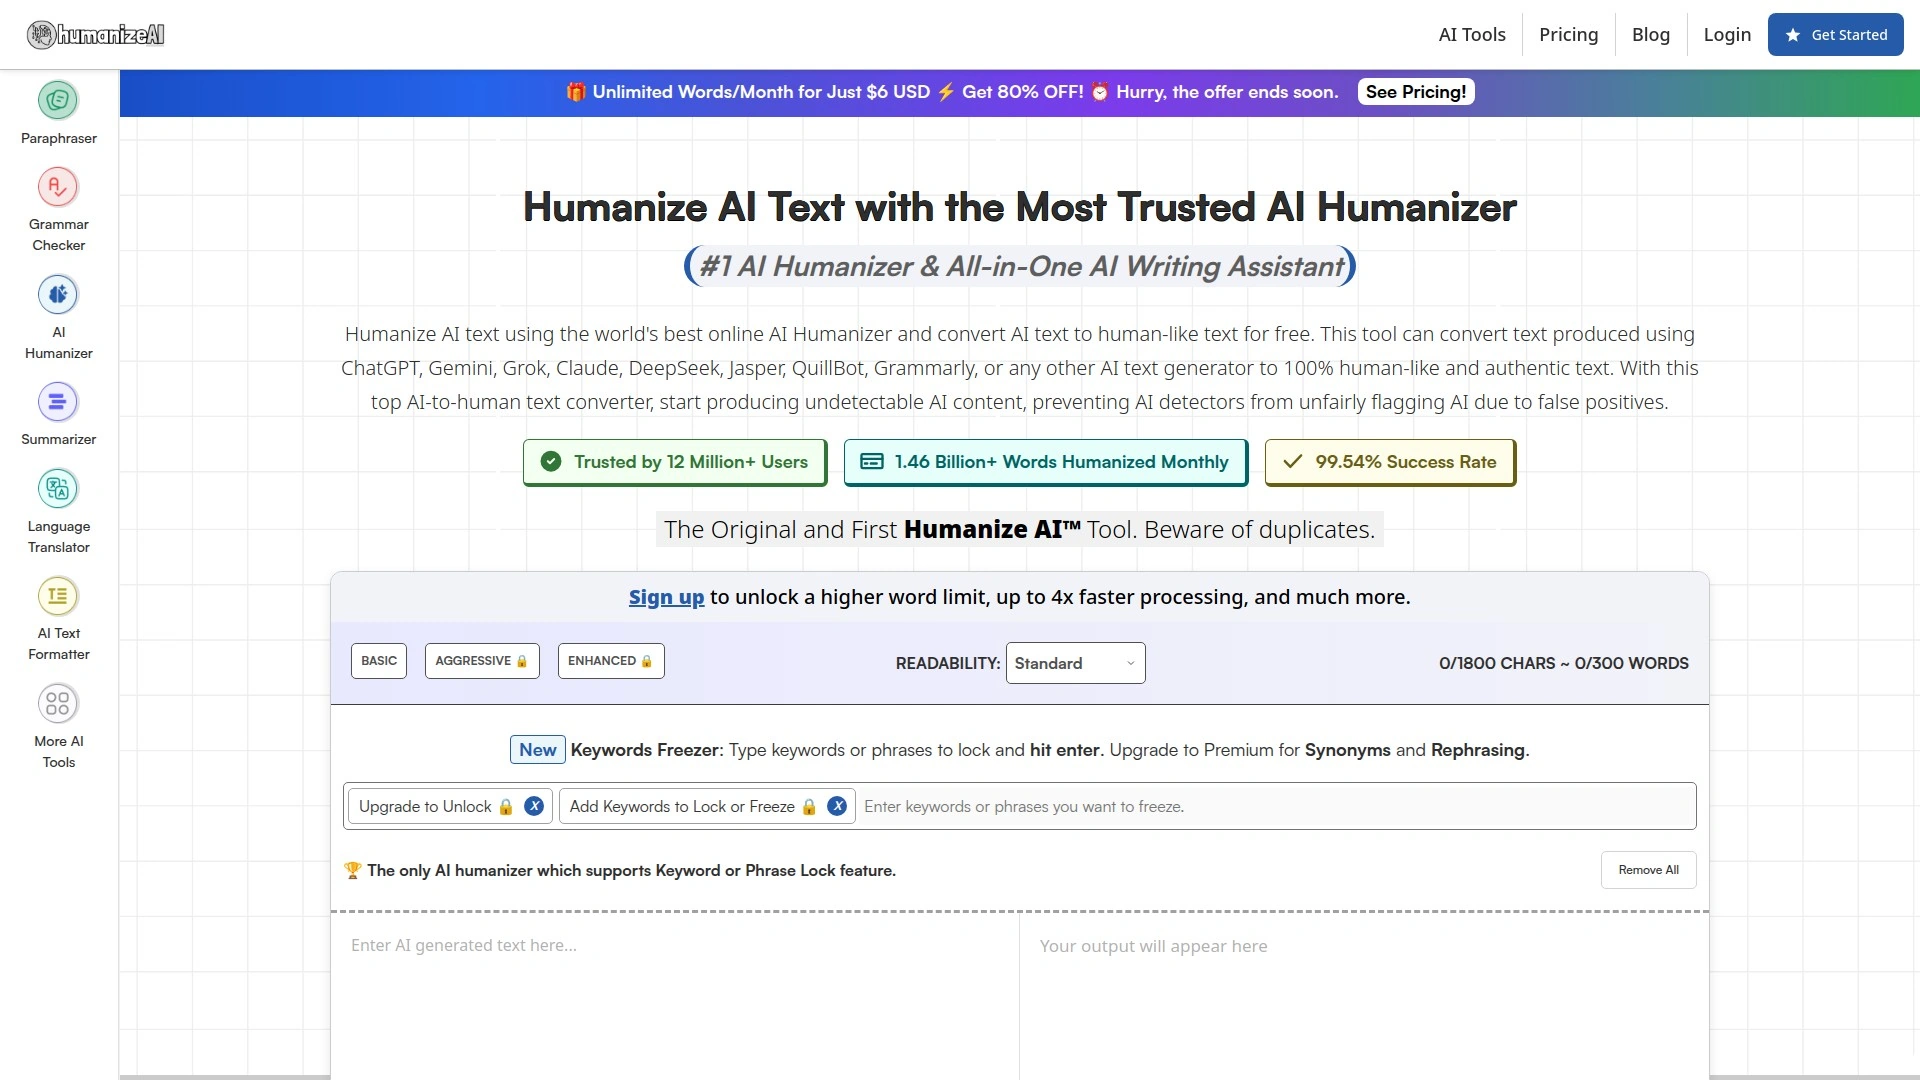 humanizeAI
AI Tools
Pricing
Blog
Login
Get Started
Paraphraser
Grammar
Checker
AI
Humanizer
Summarizer
Language
Translator
AI Text
Formatter
More AI
Tools
🎁 Unlimited Words/Month for Just $6 USD ⚡ Get 80% OFF! ⏰ Hurry, the offer ends soon. See Pricing!
Humanize AI Text with the Most Trusted AI Humanizer
#1 AI Humanizer & All-in-One AI Writing Assistant
Humanize AI text using the world's best online AI Humanizer and convert AI text to human-like text for free. This tool can convert text produced using
ChatGPT, Gemini, Grok, Claude, DeepSeek, Jasper, QuillBot, Grammarly, or any other AI text generator to 100% human-like and authentic text. With this
top AI-to-human text converter, start producing undetectable AI content, preventing AI detectors from unfairly flagging AI due to false positives.
Trusted by 12 Million+ Users
1.46 Billion+ Words Humanized Monthly
99.54% Success Rate
The Original and First Humanize AI™ Tool. Beware of duplicates.
Sign up to unlock a higher word limit, up to 4x faster processing, and much more.
BASIC
AGGRESSIVE 🔒
ENHANCED 🔒
READABILITY: Standard
0/1800 CHARS ~ 0/300 WORDS
New Keywords Freezer: Type keywords or phrases to lock and hit enter. Upgrade to Premium for Synonyms and Rephrasing.
Upgrade to Unlock 🔒 X
Add Keywords to Lock or Freeze 🔒 X
Enter keywords or phrases you want to freeze.
🏆 The only AI humanizer which supports Keyword or Phrase Lock feature.
Remove All
Enter AI generated text here...
Your output will appear here